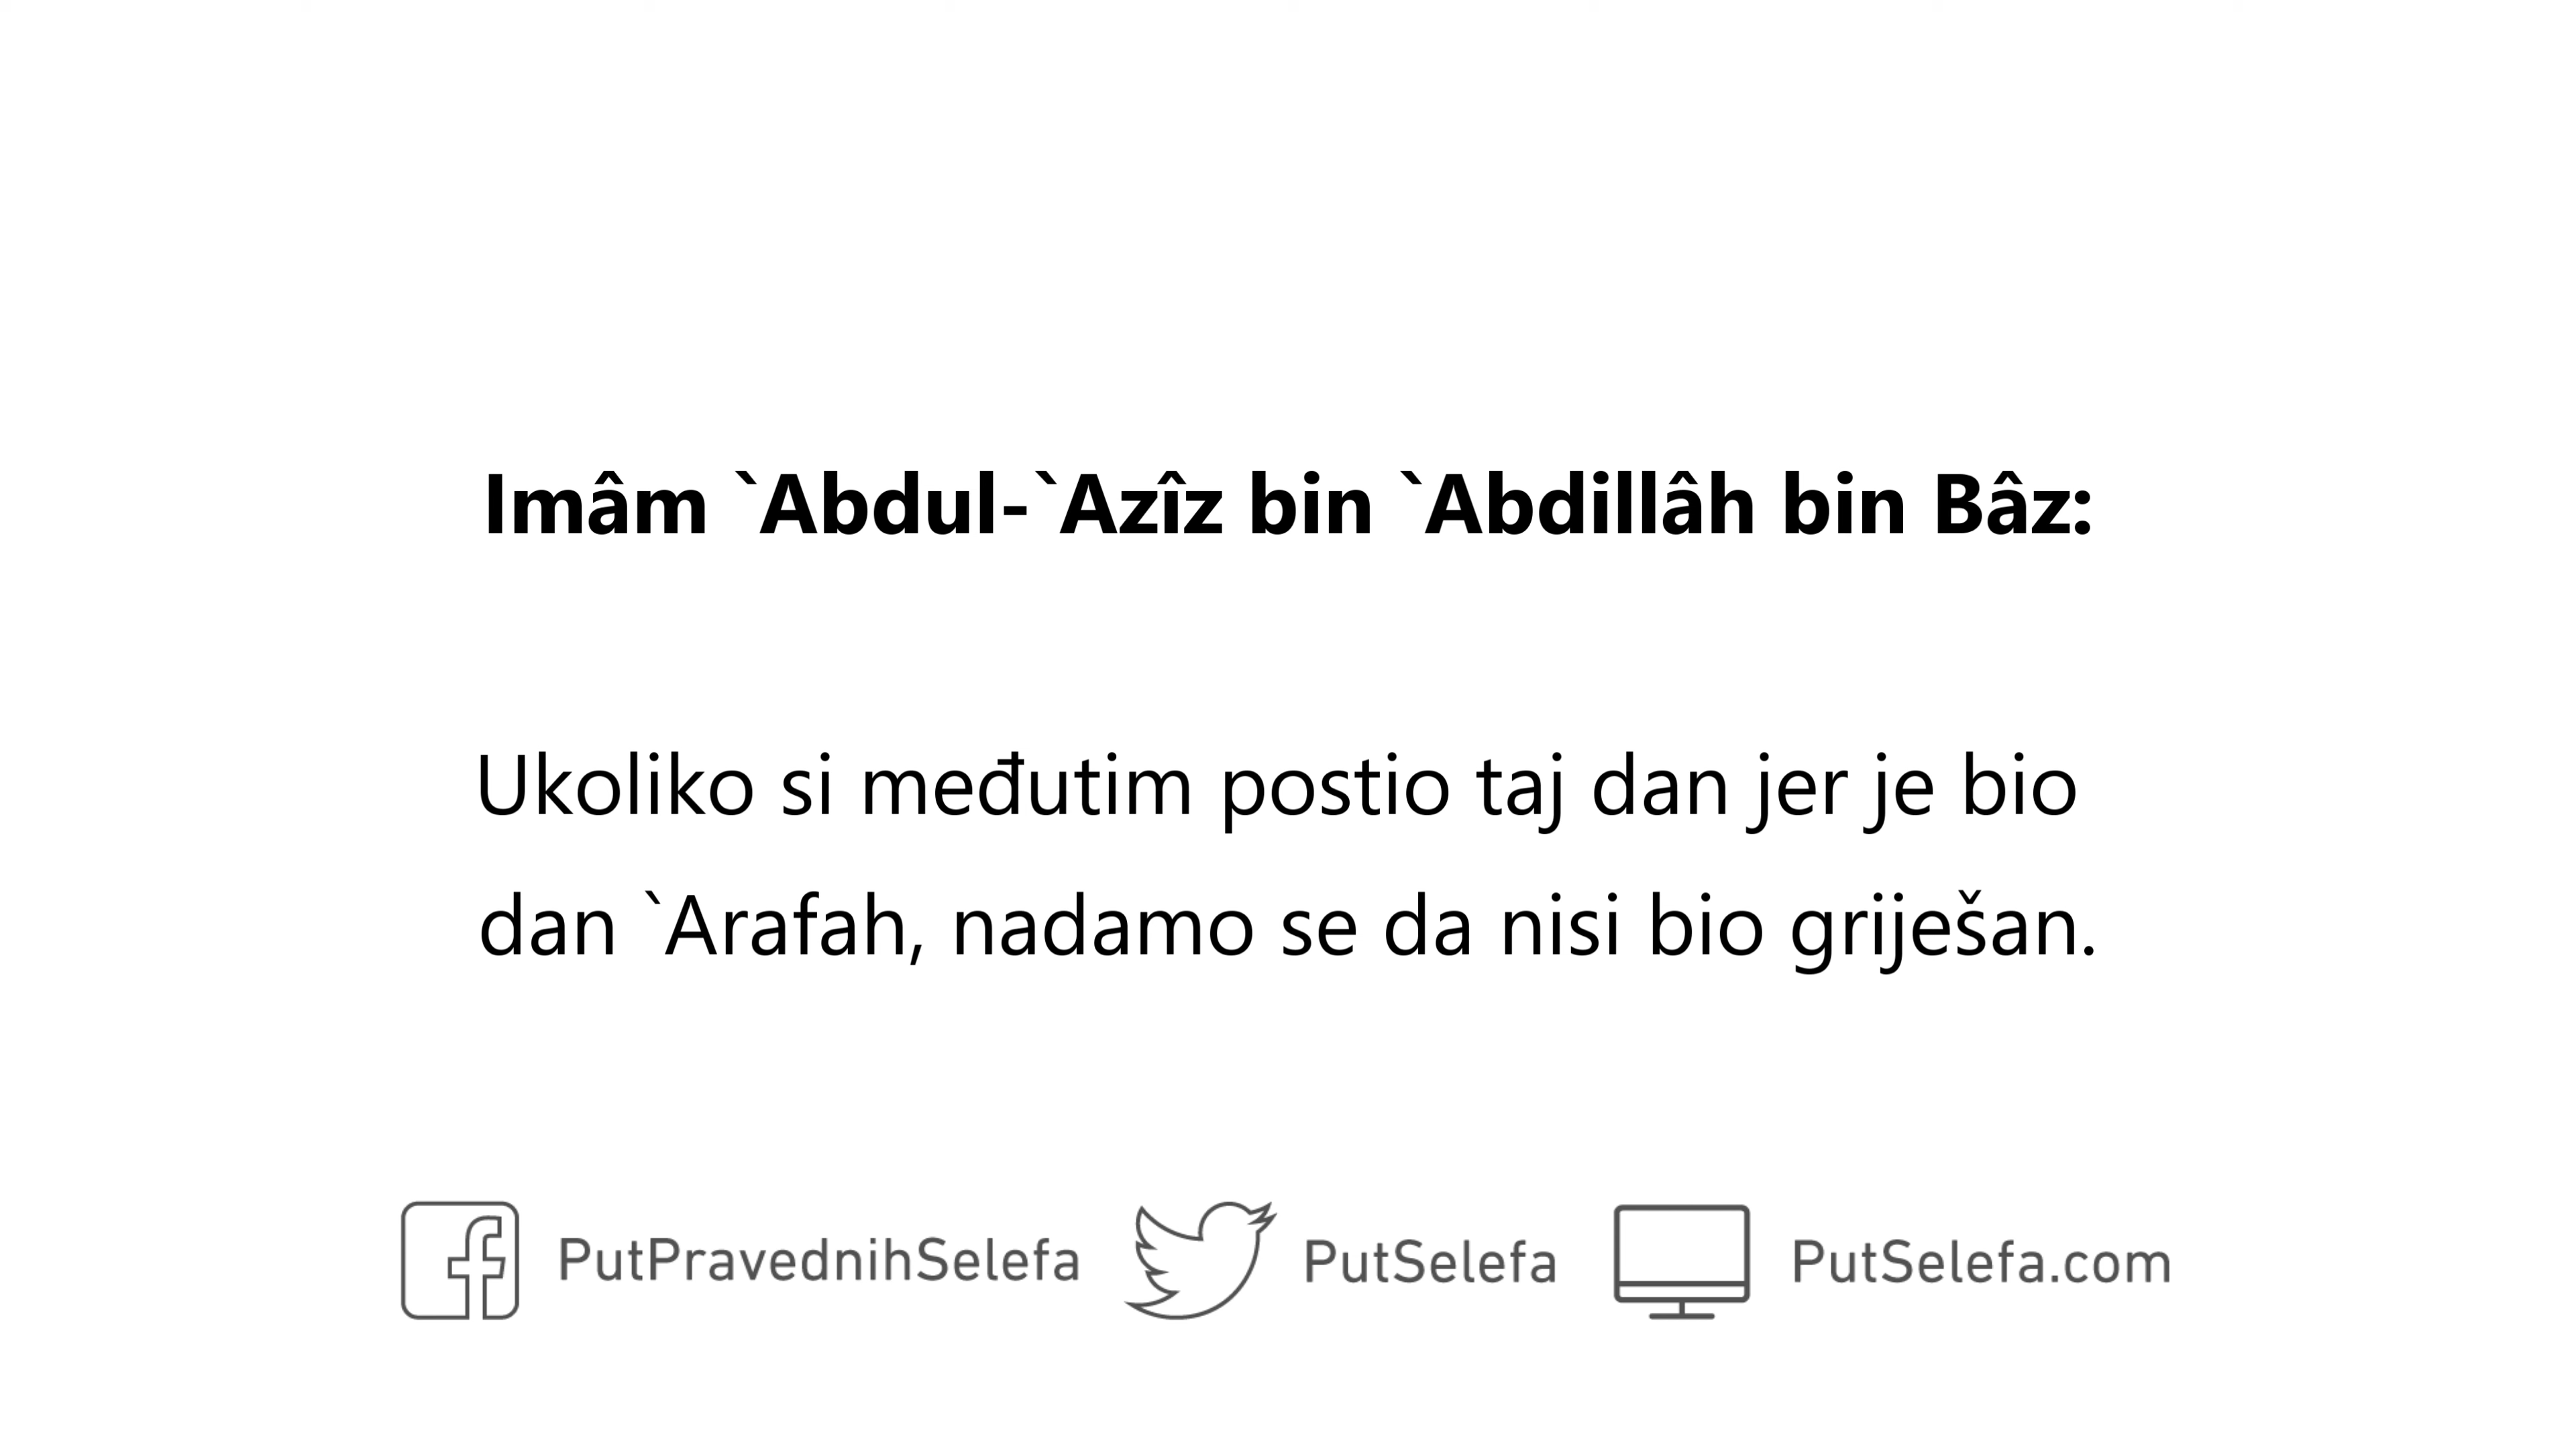 Imâm `Abdul-`Azîz bin `Abdillâh bin Bâz:
Ukoliko si međutim postio taj dan jer je bio
dan `Arafah, nadamo se da nisi bio griješan.
PutPravednihSelefa PutSelefa PutSelefa.com